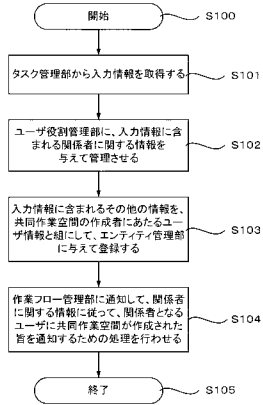 開始
S100
タスク管理部から入力情報を取得する
S101
ユーザ役割管理部に、入力情報に含
まれる関係者に関する情報を
与えて管理させる
S102
入力情報に含まれるその他の情報を、
共同作業空間の作成者にあたるユー
ザ情報と組にして、エンティティ管理部
に与えて登録する
S103
作業フロー管理部に通知して、関係者
に関する情報に従って、関係者となる
ユーザに共同作業空間が作成された
旨を通知するための処理を行わせる
S104
終了
S105